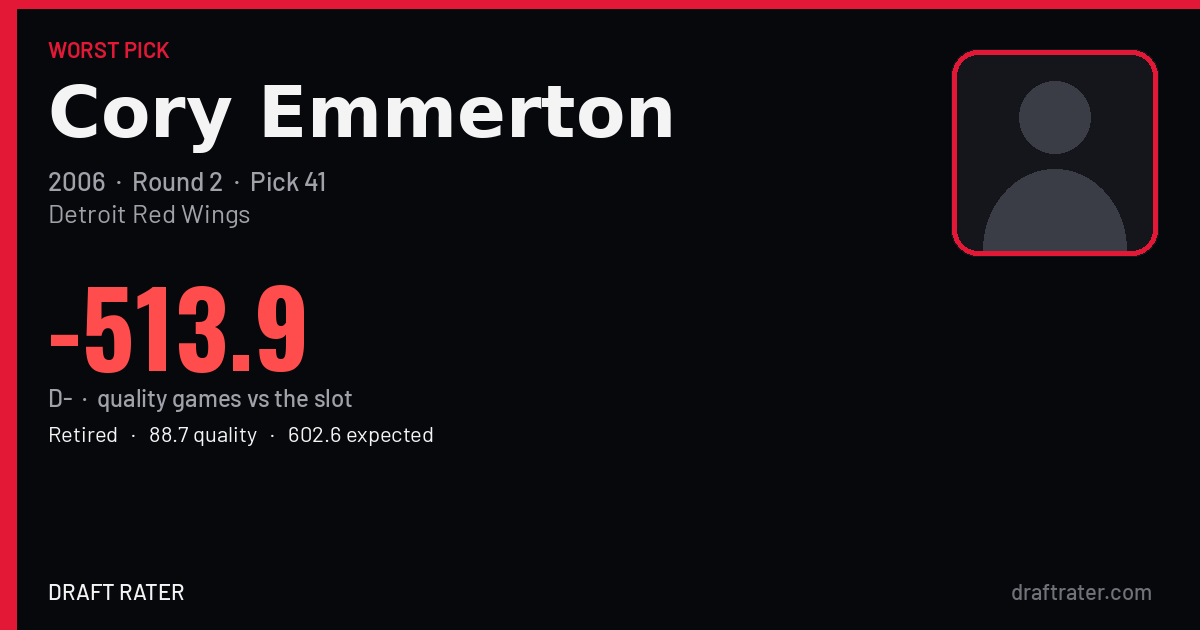 WORST PICK
Cory Emmerton
2006 · Round 2 · Pick 41
Detroit Red Wings
-513.9
D- · quality games vs the slot
Retired · 88.7 quality · 602.6 expected
DRAFT RATER
draftrater.com